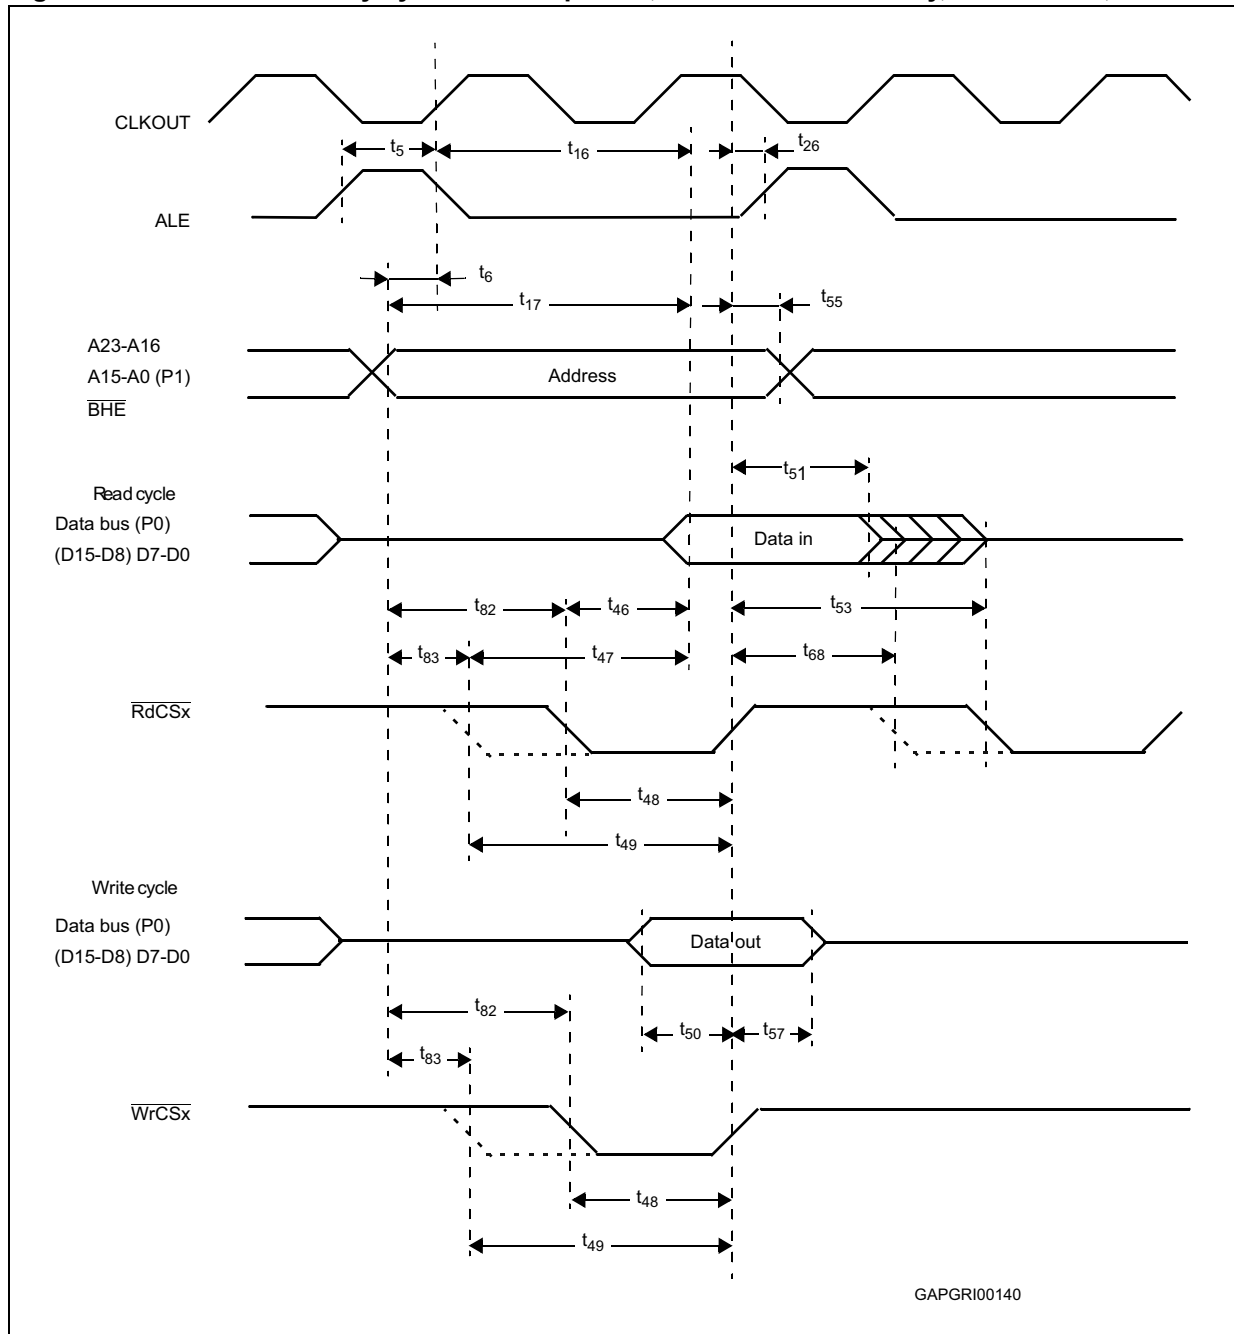 CLKOUT
t5
t16
t26
ALE
t6
t17
t55
A23-A16
A15-A0 (P1)
Address
BHE
t51
Read cycle
Data bus (P0)
Data in
(D15-D8) D7-D0
t82
t46
t53
t83
t47
t68
RdCSx
t48
t49
Write cycle
Data bus (P0)
(D15-D8) D7-D0
Data out
t82
t50
t57
t83
WrCSx
t48
t49
GAPGRI00140